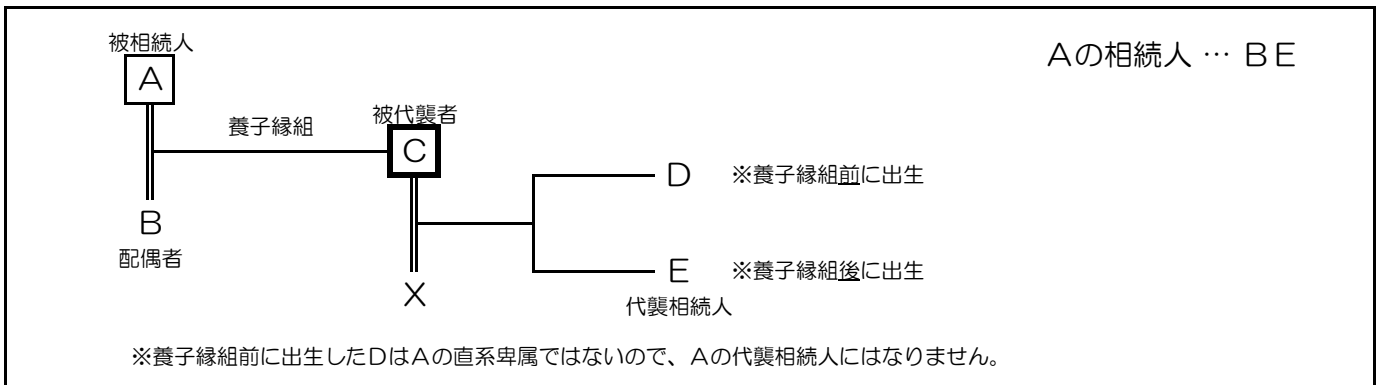 被相続人
A
Aの相続人 … BE
養子縁組
被代襲者
C
D ※養子縁組前に出生
B
配偶者
E ※養子縁組後に出生
X
代襲相続人
※養子縁組前に出生したDはAの直系卑属ではないので、Aの代襲相続人にはなりません。